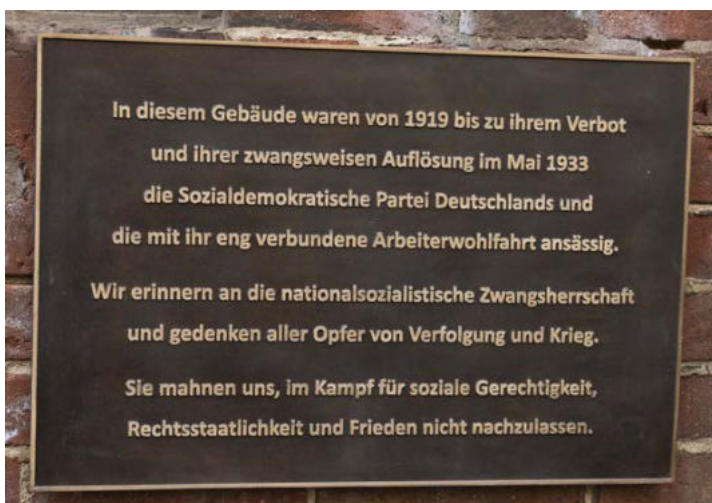 In diesem Gebäude waren von 1919 bis zu ihrem Verbot
und ihrer zwangsweisen Auflösung im Mai 1933
die Sozialdemokratische Partei Deutschlands und
die mit ihr eng verbundene Arbeiterwohlfahrt ansässig.
Wir erinnern an die nationalsozialistische Zwangsherrschaft
und gedenken aller Opfer von Verfolgung und Krieg.
Sie mahnen uns, im Kampf für soziale Gerechtigkeit,
Rechtsstaatlichkeit und Frieden nicht nachzulassen.